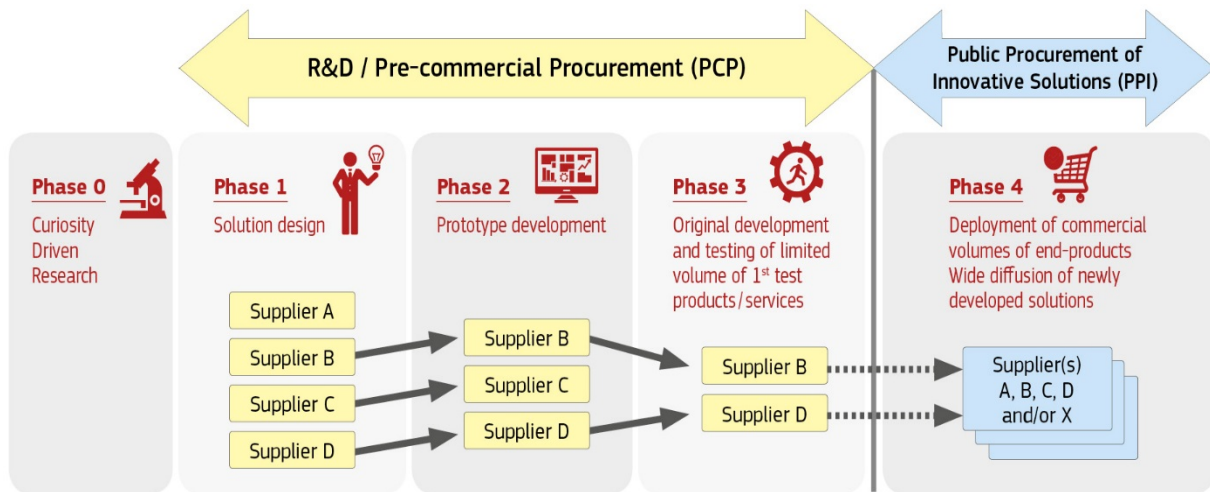 R&D / Pre-commercial Procurement (PCP)
Public Procurement of
Innovative Solutions (PPI)
Phase 0
Curiosity
Driven
Research
Phase 1
Solution design
Supplier A
Supplier B
Supplier C
Supplier D
Phase 2
Prototype development
Supplier B
Supplier C
Supplier D
Phase 3
Original development
and testing of limited
volume of 1st test
products/services
Supplier B
Supplier D
Phase 4
Deployment of commercial
volumes of end-products
Wide diffusion of newly
developed solutions
Supplier(s)
A, B, C, D
and/or X